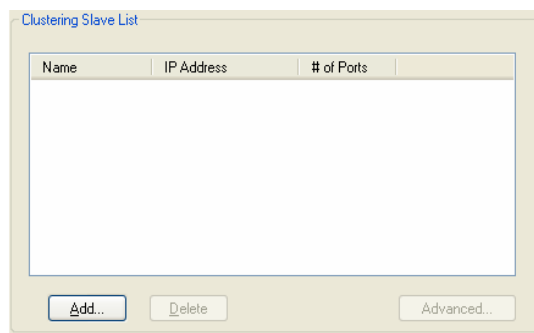 Clustering Slave List
Name IP Address # of Ports
Add... Delete Advanced...